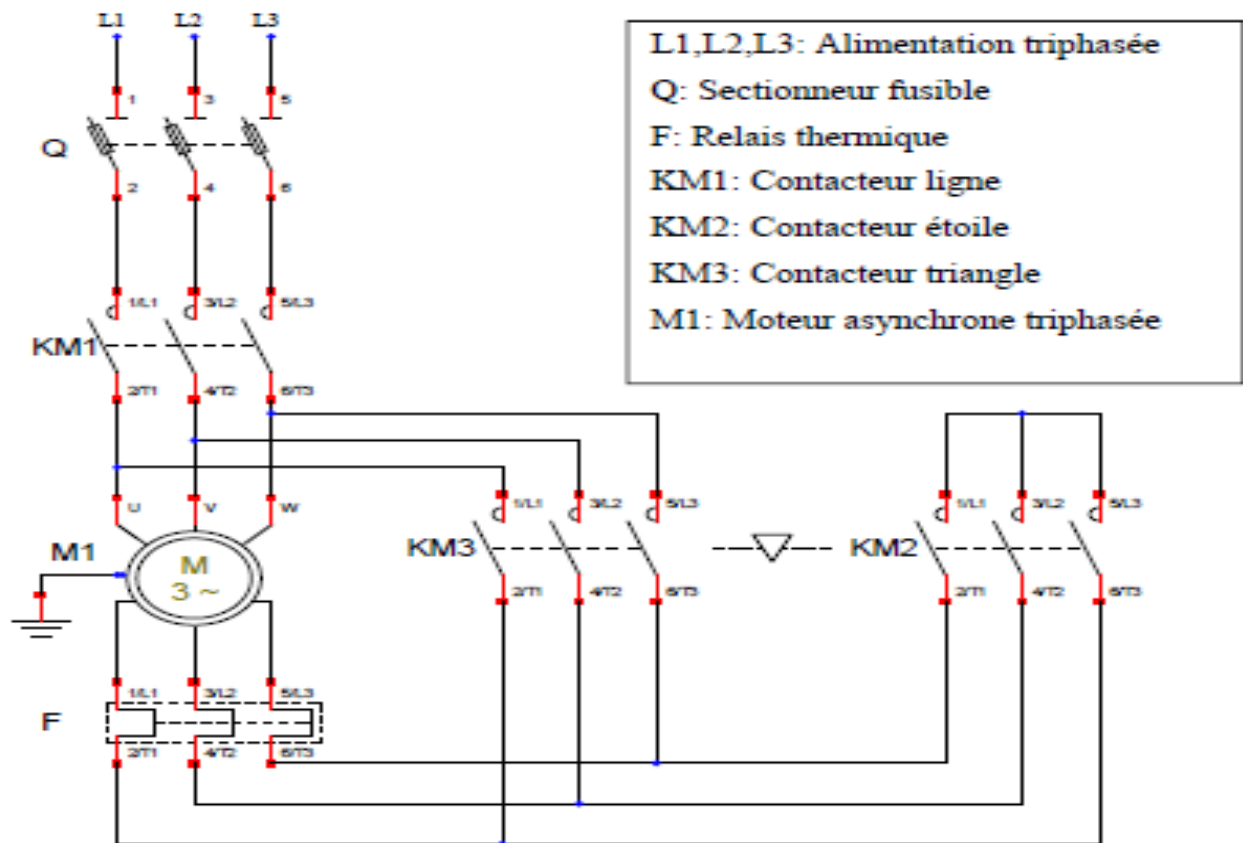 L1 L2 L3
L1,L2,L3: Alimentation triphasée
Q: Sectionneur fusible
F: Relais thermique
KM1: Contacteur ligne
KM2: Contacteur étoile
KM3: Contacteur triangle
M1: Moteur asynchrone triphasée
1 3 5
Q
2 4 6
1/L1 3/L2 5/L3
KM1
2/T1 4/T2 6/T3
U V W
M1
M
3 ~
1/L1 3/L2 5/L3
KM3
2/T1 4/T2 6/T3
1/L1 3/L2 5/L3
KM2
2/T1 4/T2 6/T3
1/L1 3/L2 5/L3
F
2/T1 4/T2 6/T3